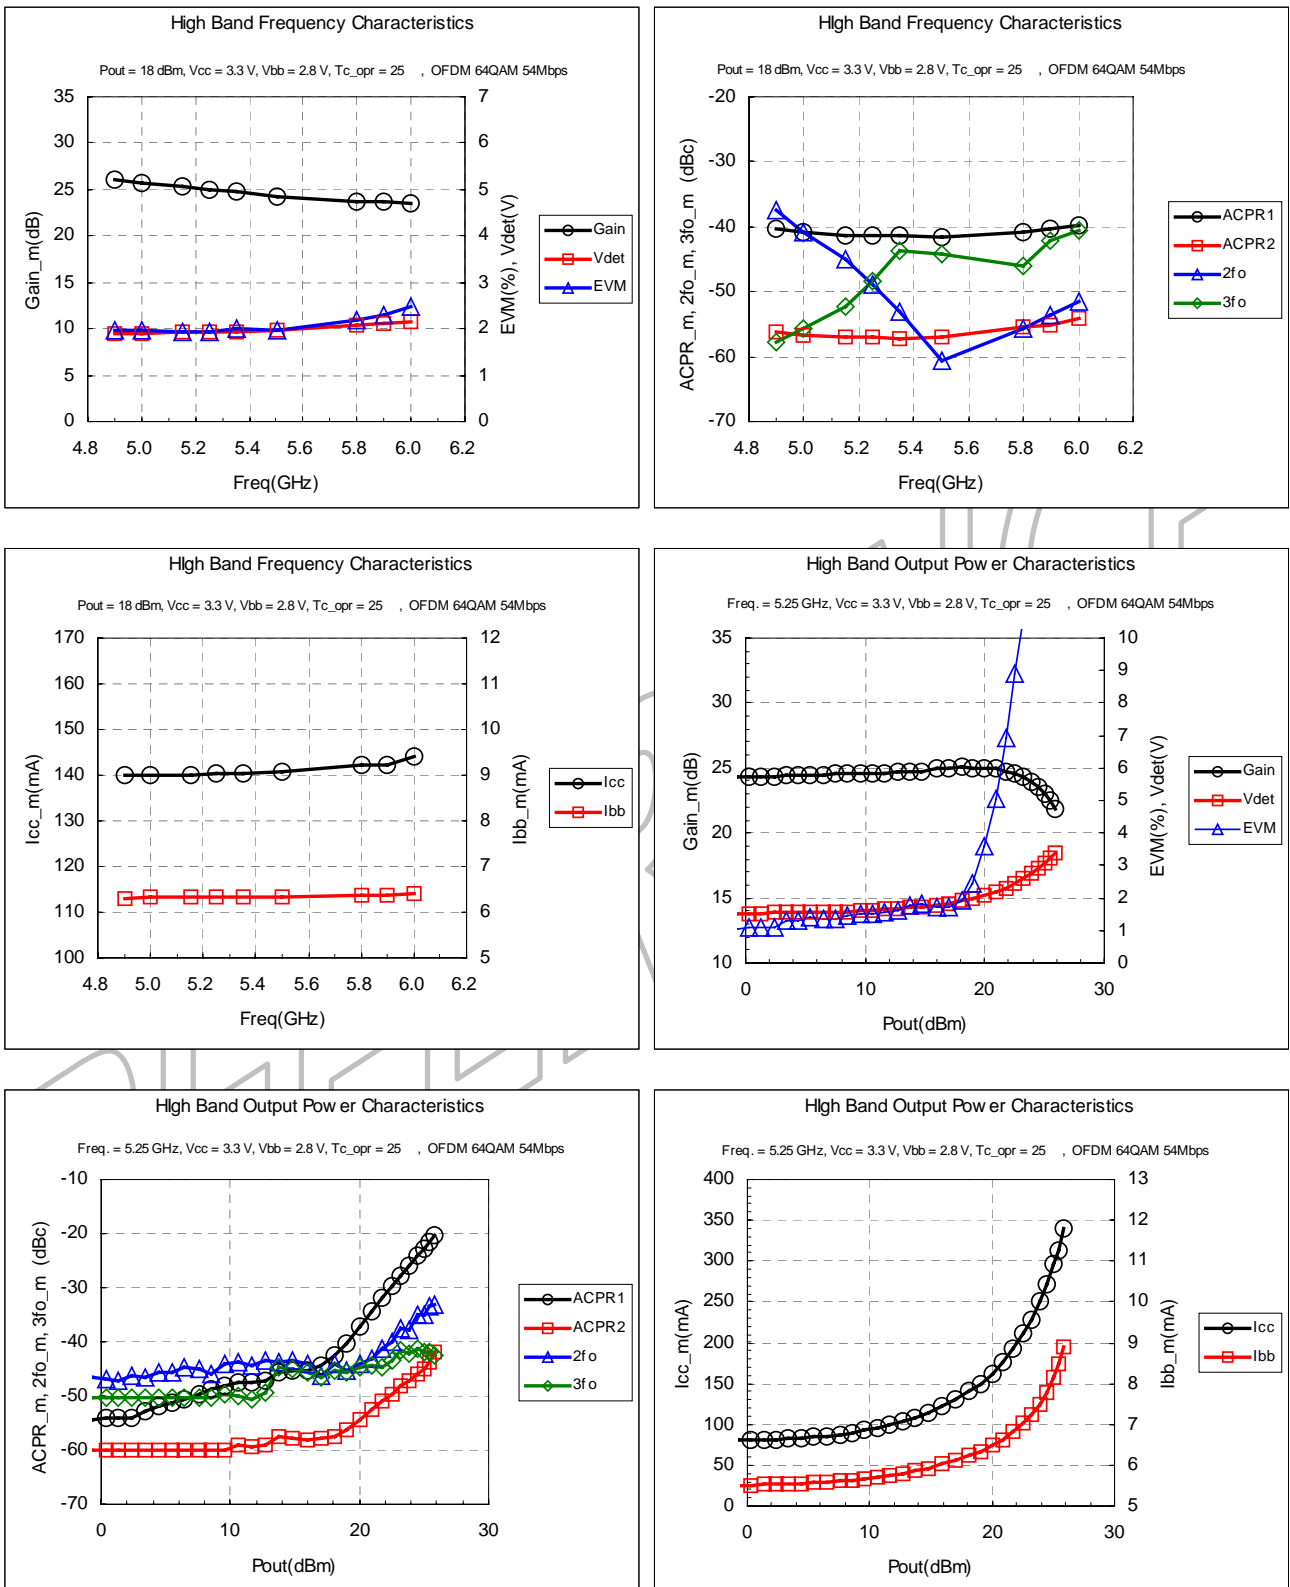 HIgh Band Frequency Characteristics
Pout = 18 dBm, Vcc = 3.3 V, Vbb = 2.8 V, Tc_opr = 25 , OFDM 64QAM 54Mbps
35
30
25
20
15
10
5
0
7
6
5
4
3
2
1
0
4.8 5.0 5.2 5.4 5.6 5.8 6.0 6.2
Gain_m(dB)
EVM(%), Vdet(V)
Freq(GHz)
Gain
Vdet
EVM
HIgh Band Frequency Characteristics
Pout = 18 dBm, Vcc = 3.3 V, Vbb = 2.8 V, Tc_opr = 25 , OFDM 64QAM 54Mbps
-20
-30
-40
-50
-60
-70
4.8 5.0 5.2 5.4 5.6 5.8 6.0 6.2
ACPR_m, 2fo_m, 3fo_m (dBc)
Freq(GHz)
ACPR1
ACPR2
2fo
3fo
HIgh Band Frequency Characteristics
Pout = 18 dBm, Vcc = 3.3 V, Vbb = 2.8 V, Tc_opr = 25 , OFDM 64QAM 54Mbps
170
160
150
140
130
120
110
100
12
11
10
9
8
7
6
5
4.8 5.0 5.2 5.4 5.6 5.8 6.0 6.2
Icc_m(mA)
Ibb_m(mA)
Freq(GHz)
Icc
Ibb
HIgh Band Output Power Characteristics
Freq. = 5.25 GHz, Vcc = 3.3 V, Vbb = 2.8 V, Tc_opr = 25 , OFDM 64QAM 54Mbps
35
30
25
20
15
10
10
9
8
7
6
5
4
3
2
1
0
0 10 20 30
Gain_m(dB)
EVM(%), Vdet(V)
Pout(dBm)
Gain
Vdet
EVM
HIgh Band Output Power Characteristics
Freq. = 5.25 GHz, Vcc = 3.3 V, Vbb = 2.8 V, Tc_opr = 25 , OFDM 64QAM 54Mbps
-10
-20
-30
-40
-50
-60
-70
0 10 20 30
ACPR_m, 2fo_m, 3fo_m (dBc)
Pout(dBm)
ACPR1
ACPR2
2fo
3fo
HIgh Band Output Power Characteristics
Freq. = 5.25 GHz, Vcc = 3.3 V, Vbb = 2.8 V, Tc_opr = 25 , OFDM 64QAM 54Mbps
400
350
300
250
200
150
100
50
0
13
12
11
10
9
8
7
6
5
0 10 20 30
Icc_m(mA)
Ibb_m(mA)
Pout(dBm)
Icc
Ibb